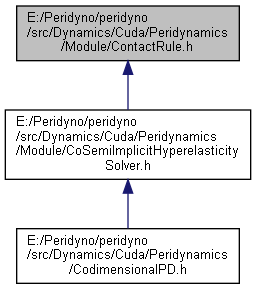 E:/Peridyno/peridyno
/src/Dynamics/Cuda/Peridynamics
/Module/ContactRule.h
E:/Peridyno/peridyno
/src/Dynamics/Cuda/Peridynamics
/Module/CoSemiImplicitHyperelasticity
Solver.h
E:/Peridyno/peridyno
/src/Dynamics/Cuda/Peridynamics
/CodimensionalPD.h